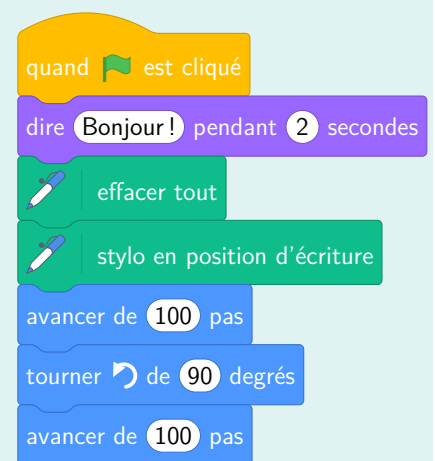 quand est cliqué
dire Bonjour ! pendant 2 secondes
effacer tout
stylo en position d'écriture
avancer de 100 pas
tourner de 90 degrés
avancer de 100 pas